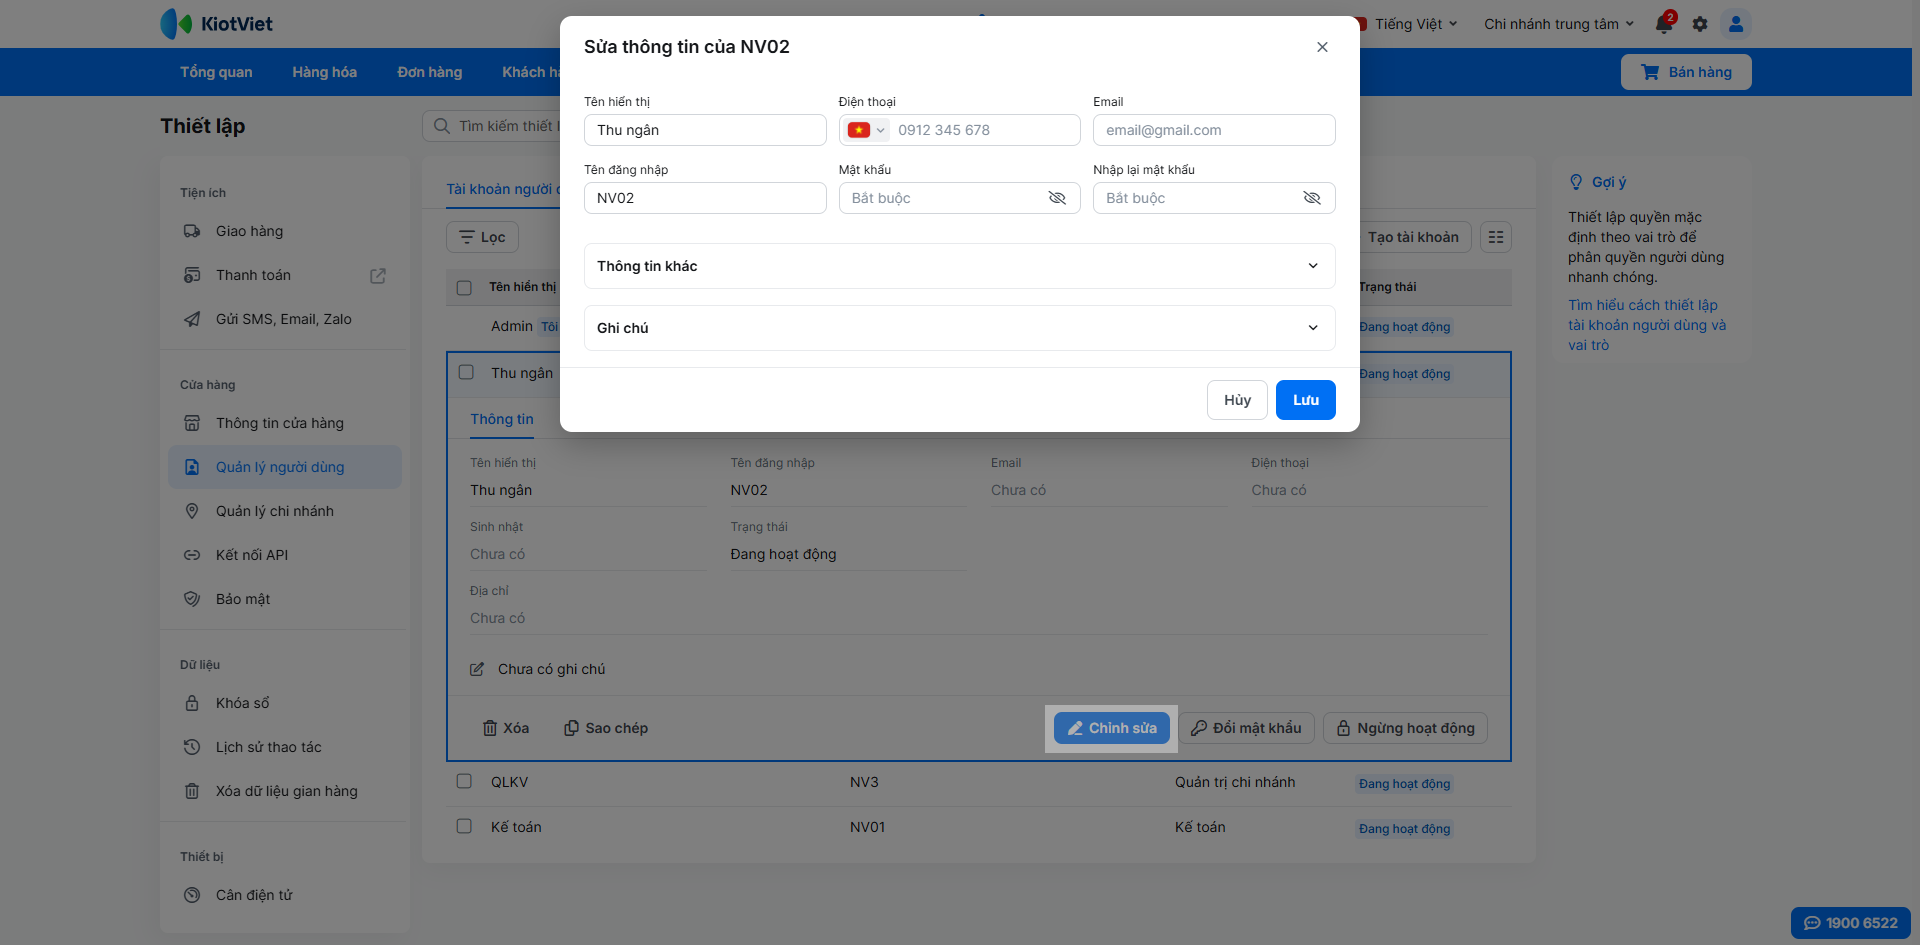 KiotViet
Tiếng Việt
Chi nhánh trung tâm
2
Tổng quan
Hàng hóa
Đơn hàng
Khách hà
Bán hàng
Sửa thông tin của NV02
Tên hiển thị
Điện thoại
Email
Thu ngân
0912 345 678
email@gmail.com
Tên đăng nhập
Mật khẩu
Nhập lại mật khẩu
NV02
Bắt buộc
Bắt buộc
Thông tin khác
Ghi chú
Hủy
Lưu
Thiết lập
Tìm kiếm thiết l
Tiện ích
Giao hàng
Thanh toán
Gửi SMS, Email, Zalo
Cửa hàng
Thông tin cửa hàng
Quản lý người dùng
Quản lý chi nhánh
Kết nối API
Bảo mật
Dữ liệu
Khóa sổ
Lịch sử thao tác
Xóa dữ liệu gian hàng
Thiết bị
Cân điện tử
Tài khoản người
Lọc
Tạo tài khoản
Tên hiển thị
Trạng thái
Admin
Tôi
Đang hoạt động
Thu ngân
Đang hoạt động
Thông tin
Tên hiển thị
Tên đăng nhập
Email
Điện thoại
Thu ngân
NV02
Chưa có
Chưa có
Sinh nhật
Trạng thái
Chưa có
Đang hoạt động
Địa chỉ
Chưa có
Chưa có ghi chú
Xóa
Sao chép
Chỉnh sửa
Đổi mật khẩu
Ngừng hoạt động
QLKV
NV3
Quản trị chi nhánh
Đang hoạt động
Kế toán
NV01
Kế toán
Đang hoạt động
Gợi ý
Thiết lập quyền mặc
định theo vai trò để
phân quyền người dùng
nhanh chóng.
Tìm hiểu cách thiết lập
tài khoản người dùng và
vai trò
1900 6522